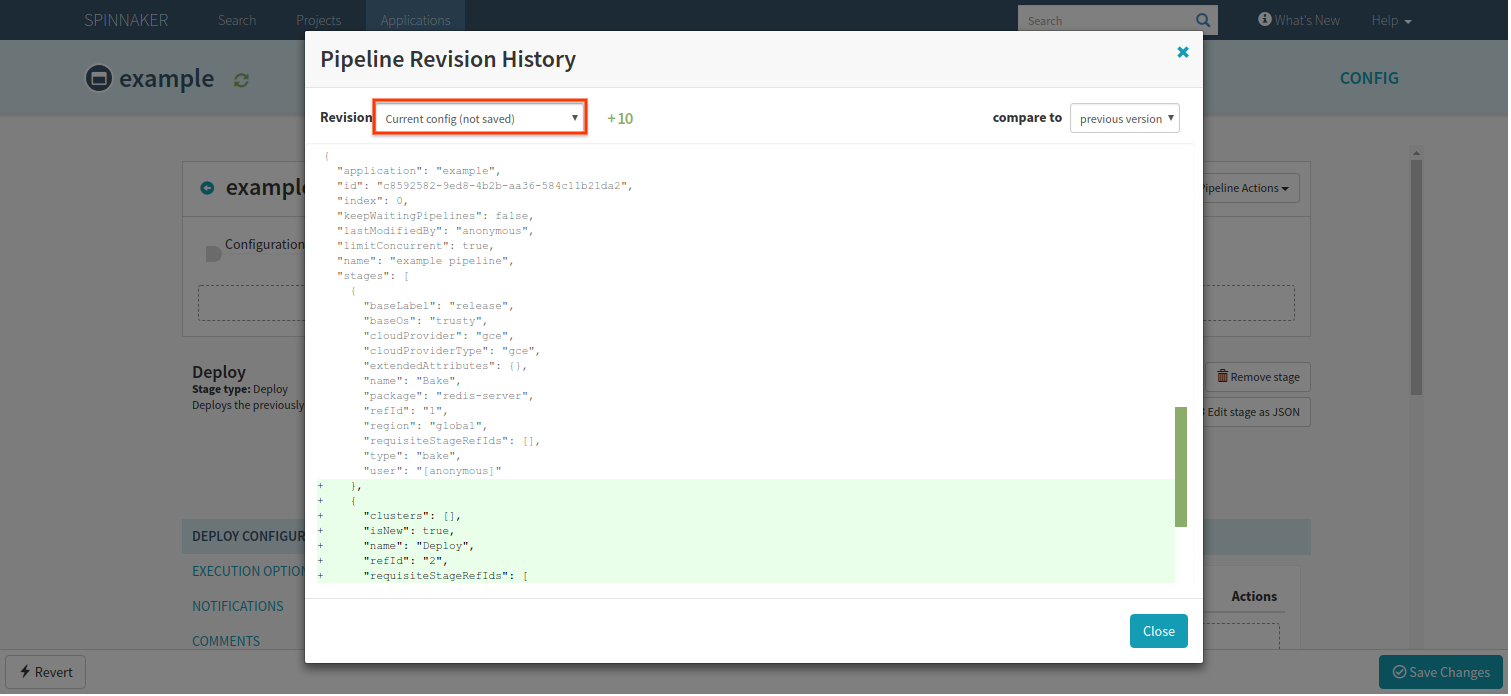 SPINNAKER Search Projects Applications Search What's New Help
example CONFIG
Pipeline Revision History
Revision Current config (not saved) +10 compare to previous version
{
"application": "example",
"id": "c8592582-9ed8-4b2b-aa36-584c11b21da2",
"index": 0,
"keepWaitingPipelines": false,
"lastModifiedBy": "anonymous",
"limitConcurrent": true,
"name": "example pipeline",
"stages": [
{
"baseLabel": "release",
"baseOs": "trusty",
"cloudProvider": "gce",
"cloudProviderType": "gce",
"extendedAttributes": {},
"name": "Bake",
"package": "redis-server",
"refId": "1",
"region": "global",
"requisiteStageRefIds": [],
"type": "bake",
"user": "[anonymous]"
+ },
+ {
+ "clusters": [],
+ "isNew": true,
+ "name": "Deploy",
+ "refId": "2",
+ "requisiteStageRefIds": [
Close
example
Pipeline Actions
Configuration
Deploy
Stage type: Deploy
Deploys the previously
Remove stage
Edit stage as JSON
DEPLOY CONFIGUR
EXECUTION OPTION
NOTIFICATIONS
COMMENTS
Actions
Revert
Save Changes